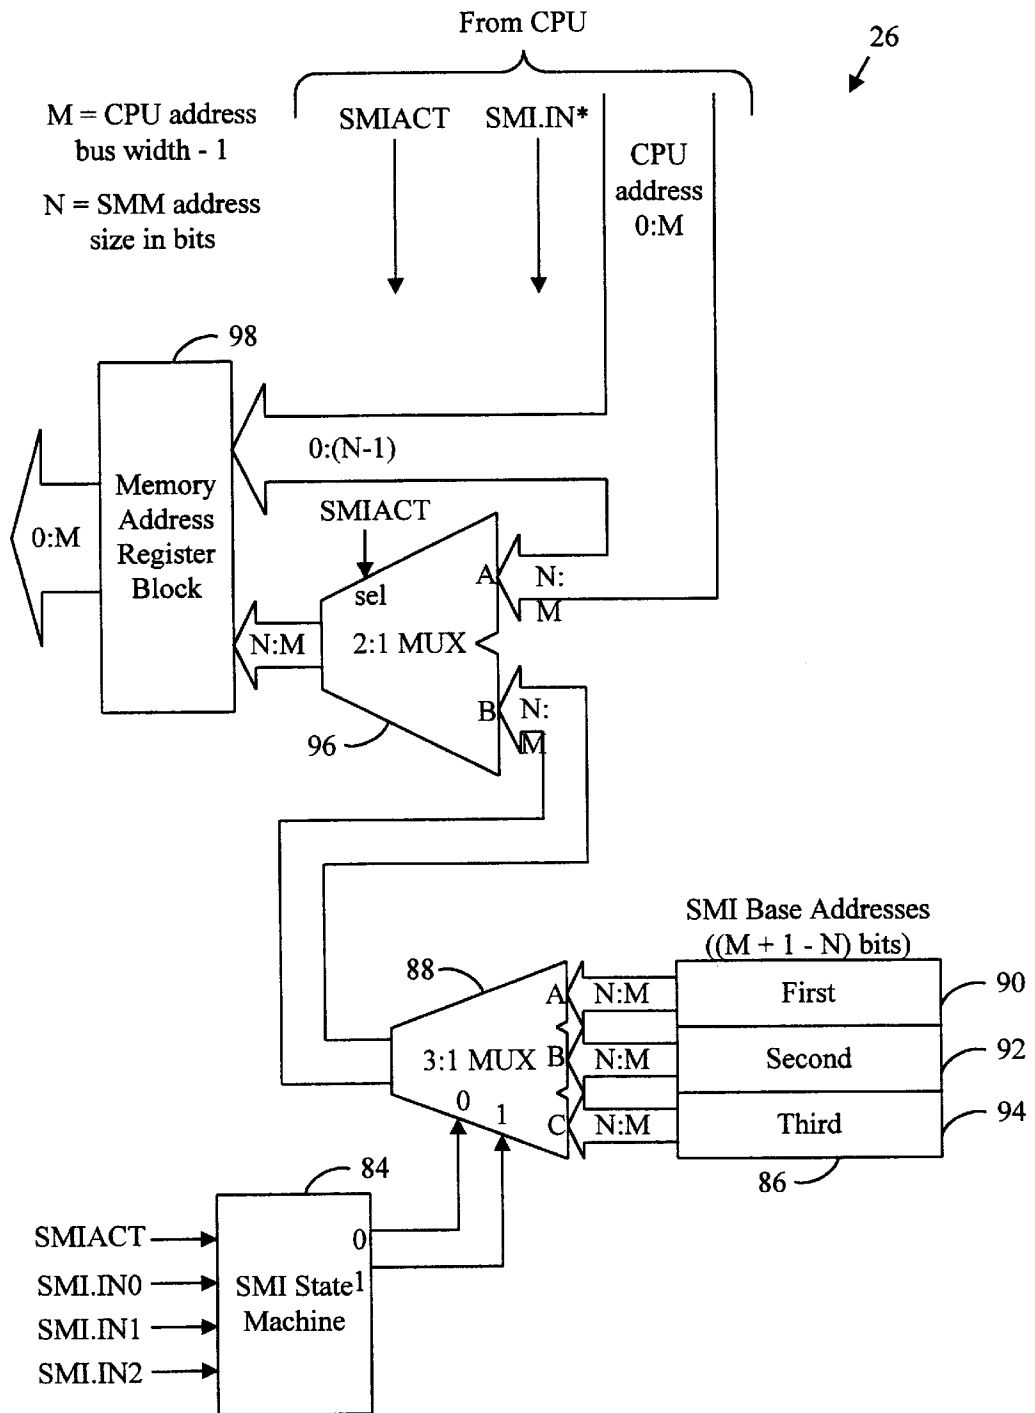 From CPU
26
M = CPU address
bus width - 1
N = SMM address
size in bits
SMIACT
SMI.IN*
CPU
address
0:M
98
0:(N-1)
Memory
Address
Register
Block
0:M
SMIACT
sel
A
N:
M
2:1 MUX
N:M
B
N:
M
96
SMI Base Addresses
((M + 1 - N) bits)
88
A
N:M
First
90
3:1 MUX
B
N:M
Second
92
0
1
C
N:M
Third
94
86
84
SMIACT
0
SMI.IN0
SMI State
1
Machine
SMI.IN1
SMI.IN2